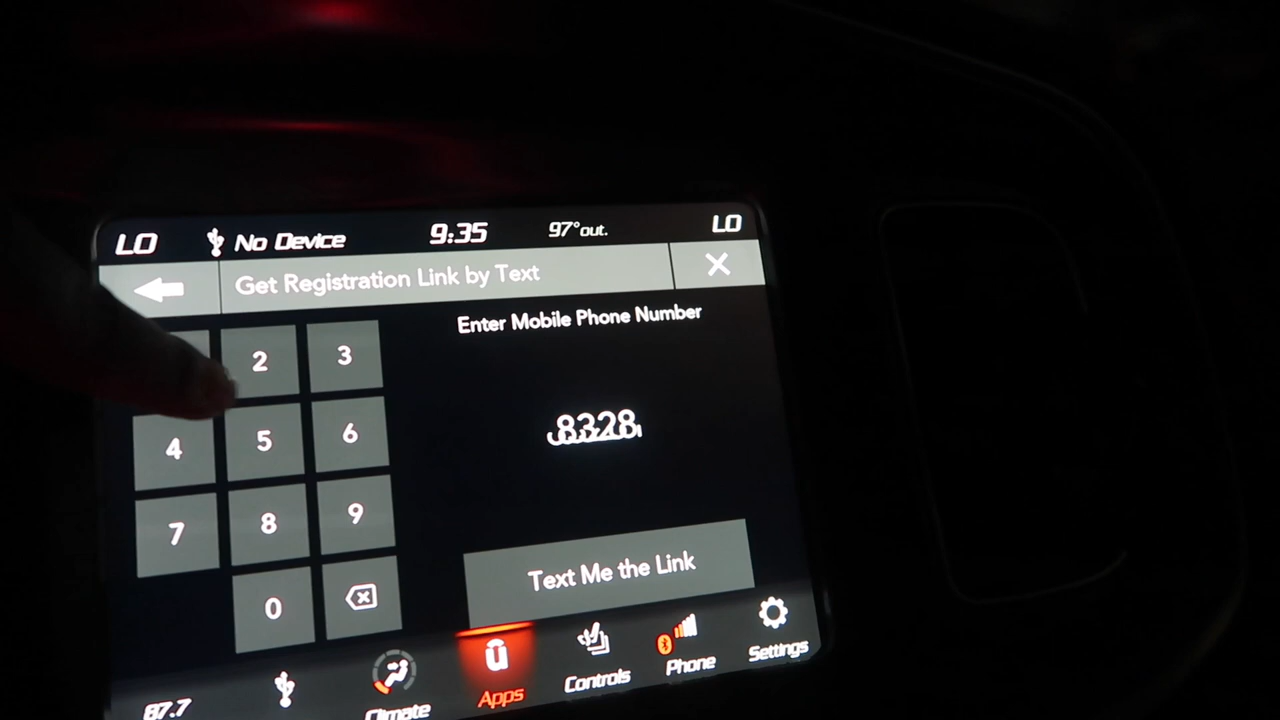 LO No Device 9:35 97°out. LO
Get Registration Link by Text
Enter Mobile Phone Number
2 3
8328
4 5 6
7 8 9
Text Me the Link
0
87.7 Climate Apps Controls Phone Settings